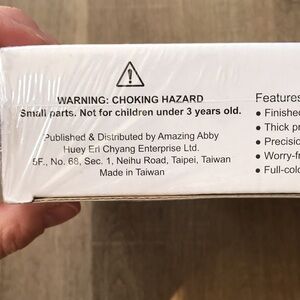 WARNING: CHOKING HAZARD
Small parts. Not for children under 3 years old.
Published & Distributed by Amazing Abby
Huey Eri Chyang Enterprise Ltd.
5F., No. 68, Sec. 1, Neihu Road, Taipei, Taiwan
Made in Taiwan
Features
• Finished
• Thick p
• Precisio
• Worry-fr
• Full-colo